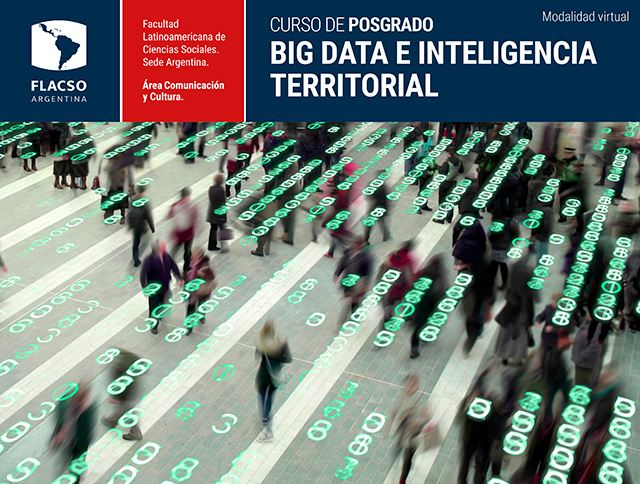 FLACSO
ARGENTINA
Facultad
Latinoamericana de
Ciencias Sociales.
Sede Argentina.
Área Comunicación
y Cultura.
CURSO DE POSGRADO
BIG DATA E INTELIGENCIA
TERRITORIAL
Modalidad virtual